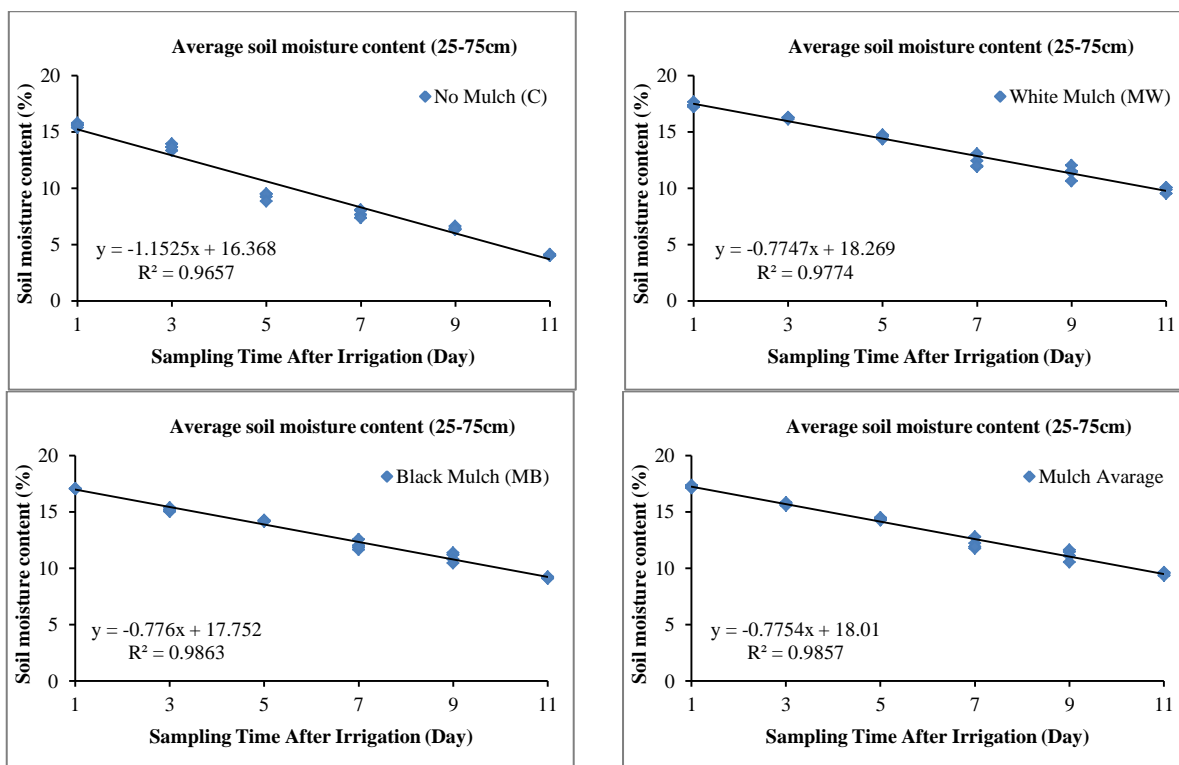 Average soil moisture content (25-75cm)
No Mulch (C)
Soil moisture content (%)
20
15
10
5
0
y = -1.1525x + 16.368
R² = 0.9657
1 3 5 7 9 11
Sampling Time After Irrigation (Day)
Average soil moisture content (25-75cm)
White Mulch (MW)
Soil moisture content (%)
20
15
10
5
0
y = -0.7747x + 18.269
R² = 0.9774
1 3 5 7 9 11
Sampling Time After Irrigation (Day)
Average soil moisture content (25-75cm)
Black Mulch (MB)
Soil moisture content (%)
20
15
10
5
0
y = -0.776x + 17.752
R² = 0.9863
1 3 5 7 9 11
Sampling Time After Irrigation (Day)
Average soil moisture content (25-75cm)
Mulch Avarage
Soil moisture content (%)
20
15
10
5
0
y = -0.7754x + 18.01
R² = 0.9857
1 3 5 7 9 11
Sampling Time After Irrigation (Day)